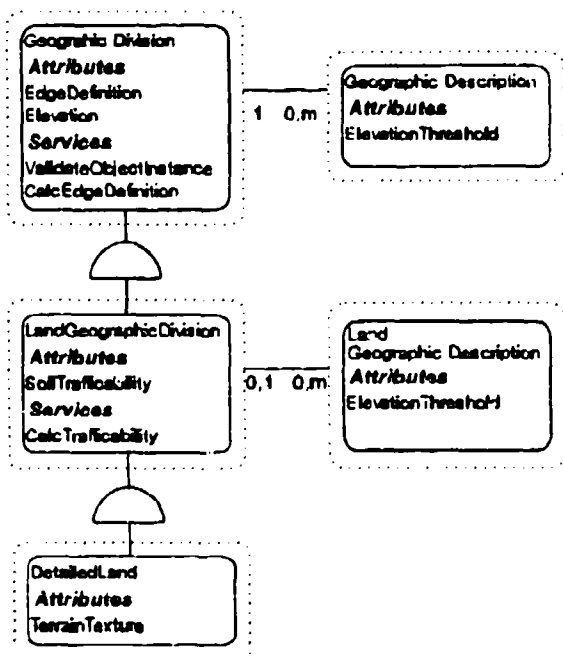 Geograhic Division
Attributes
EdgeDefinition
Elevation
Services
ValidateObjectInstance
CalcEdgeDefinition
1 0,m
Geographic Description
Attributes
ElevationThreshold
LandGeographicDivision
Attributes
SoilTrafficability
Services
CalcTrafficability
0,1 0,m
Land
Geographic Description
Attributes
ElevationThreshold
DetailedLand
Attributes
TerrainTexture